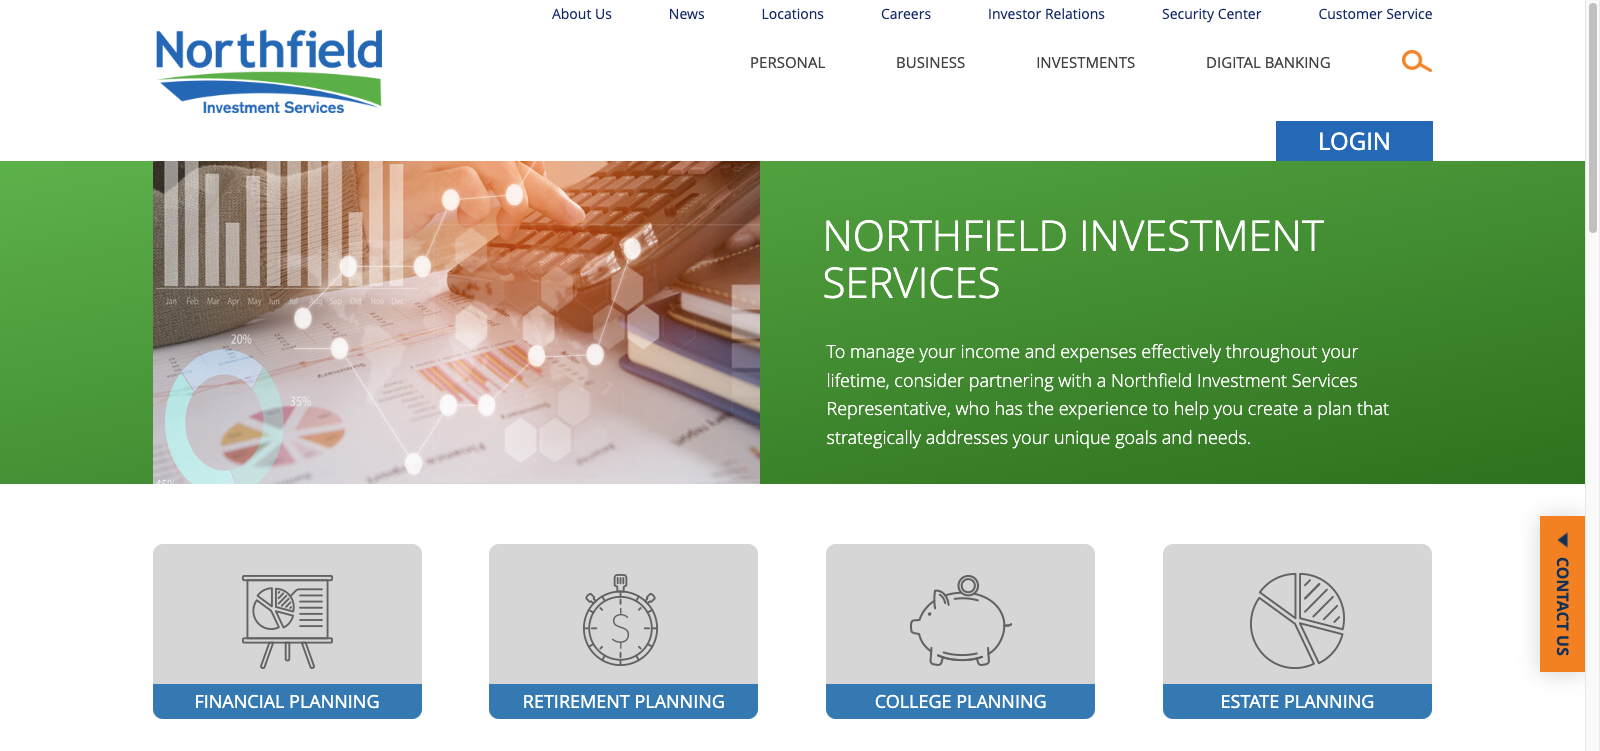 About Us News Locations Careers Investor Relations Security Center Customer Service
Northfield
Investment Services
PERSONAL BUSINESS INVESTMENTS DIGITAL BANKING
LOGIN
Jan Feb Mar Apr May Jun Jul Aug Sep Oct Nov Dec
20%
35%
45%
NORTHFIELD INVESTMENT
SERVICES
To manage your income and expenses effectively throughout your
lifetime, consider partnering with a Northfield Investment Services
Representative, who has the experience to help you create a plan that
strategically addresses your unique goals and needs.
CONTACT US
FINANCIAL PLANNING RETIREMENT PLANNING COLLEGE PLANNING ESTATE PLANNING